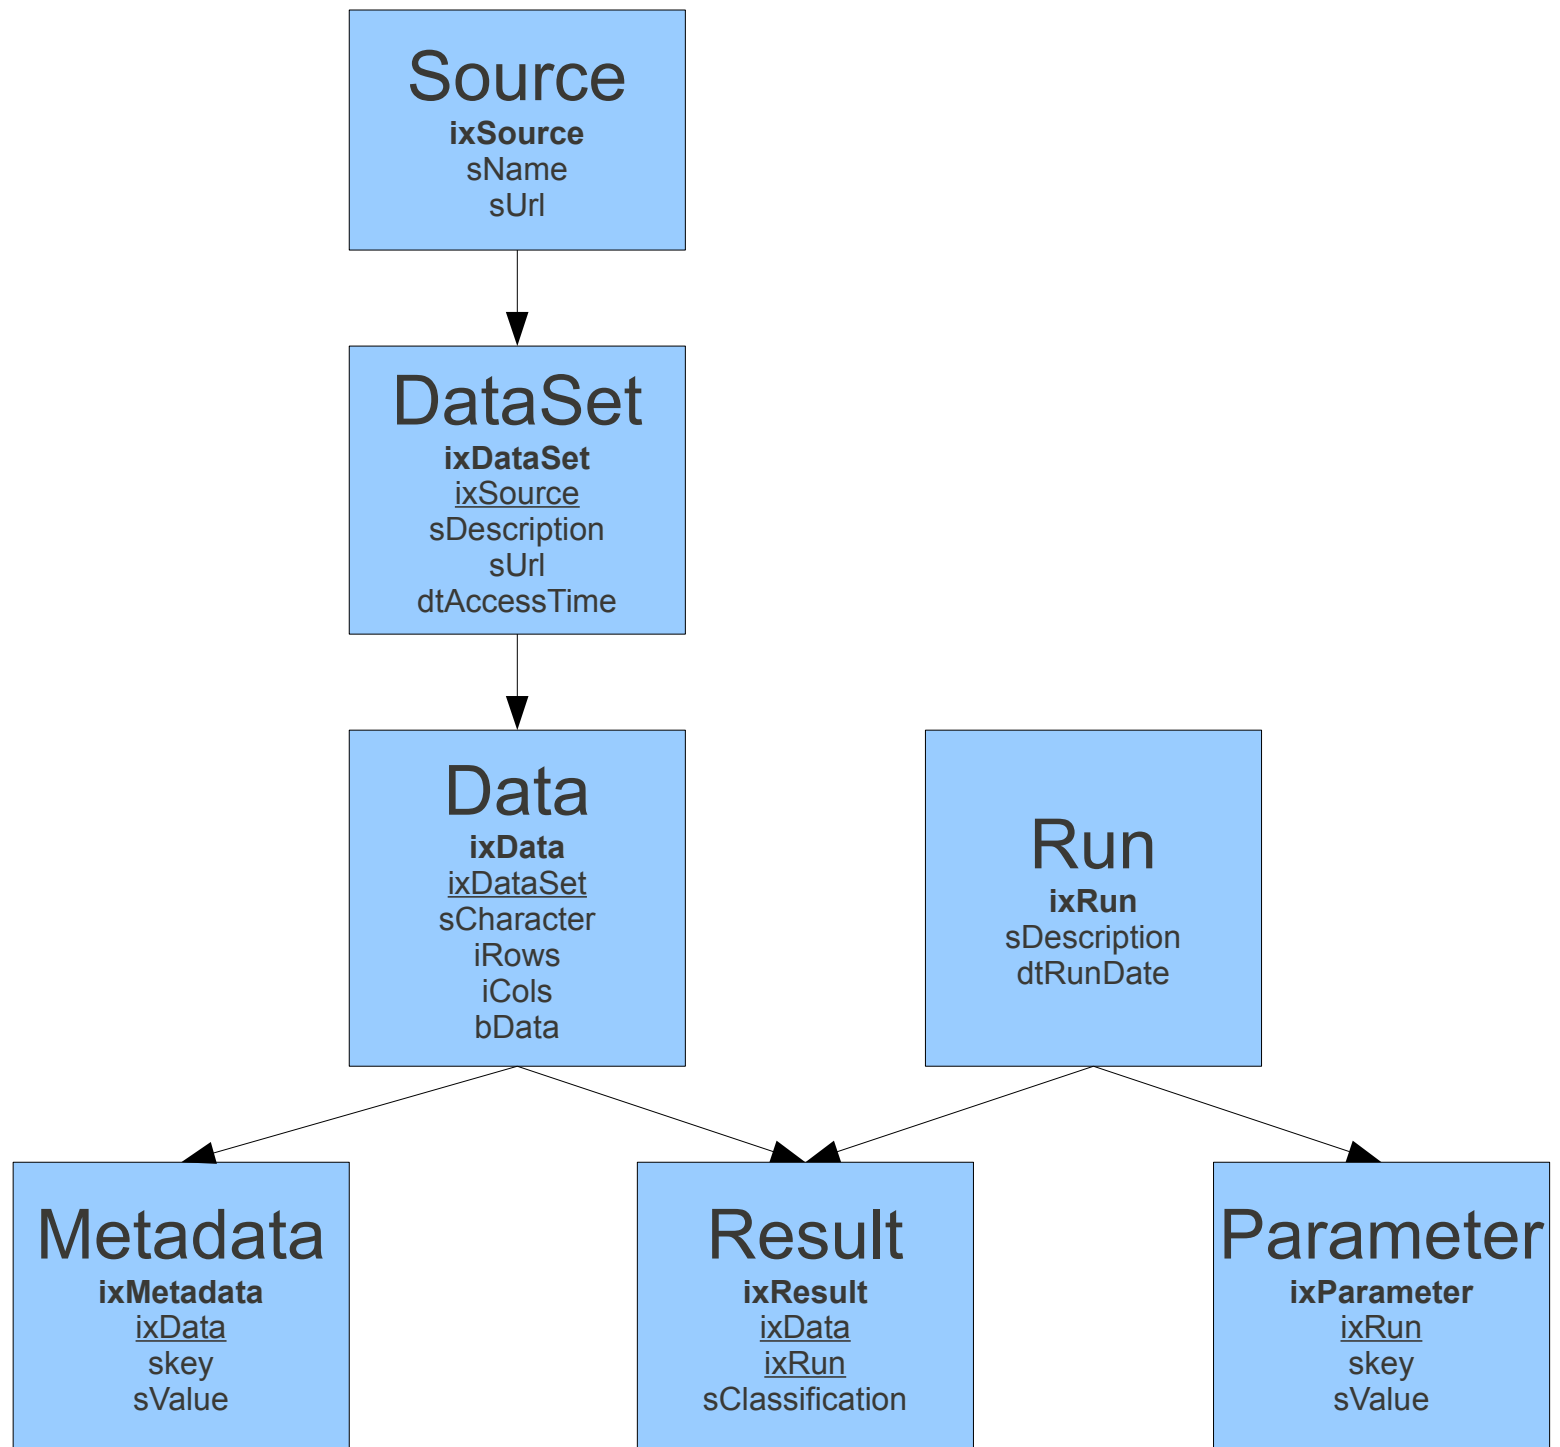 Source
ixSource
sName
sUrl
DataSet
ixDataSet
ixSource
sDescription
sUrl
dtAccessTime
Data
ixData
ixDataSet
sCharacter
iRows
iCols
bData
Run
ixRun
sDescription
dtRunDate
Metadata
ixMetadata
ixData
skey
sValue
Result
ixResult
ixData
ixRun
sClassification
Parameter
ixParameter
ixRun
skey
sValue